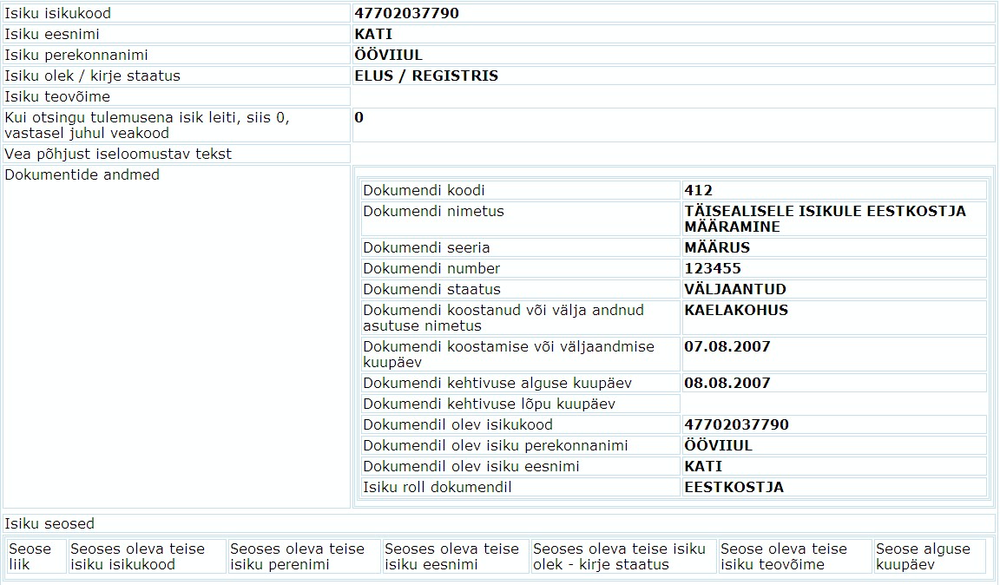 Isiku isikukood 47702037790
Isiku eesnimi KATI
Isiku perekonnanimi ÖÖVIIUL
Isiku olek / kirje staatus ELUS / REGISTRIS
Isiku teovõime
Kui otsingu tulemusena isik leiti, siis 0, 0
vastasel juhul veakood
Vea põhjust iseloomustav tekst
Dokumentide andmed
Dokumendi koodi 412
Dokumendi nimetus TÄISEALISELE ISIKULE EESTKOSTJA
MÄÄRAMINE
Dokumendi seeria MÄÄRUS
Dokumendi number 123455
Dokumendi staatus VÄLJAANTUD
Dokumendi koostanud või välja andnud KAELAKOHUS
asutuse nimetus
Dokumendi koostamise või väljaandmise 07.08.2007
kuupäev
Dokumendi kehtivuse alguse kuupäev 08.08.2007
Dokumendi kehtivuse lõpu kuupäev
Dokumendil olev isikukood 47702037790
Dokumendil olev isiku perekonnanimi ÖÖVIIUL
Dokumendil olev isiku eesnimi KATI
Isiku roll dokumendil EESTKOSTJA
Isiku seosed
Seose
liik
Seoses oleva teise
isiku isikukood
Seoses oleva teise
isiku perenimi
Seoses oleva teise
isiku eesnimi
Seoses oleva teise isiku
olek - kirje staatus
Seose oleva teise
isiku teovõime
Seose alguse
kuupäev